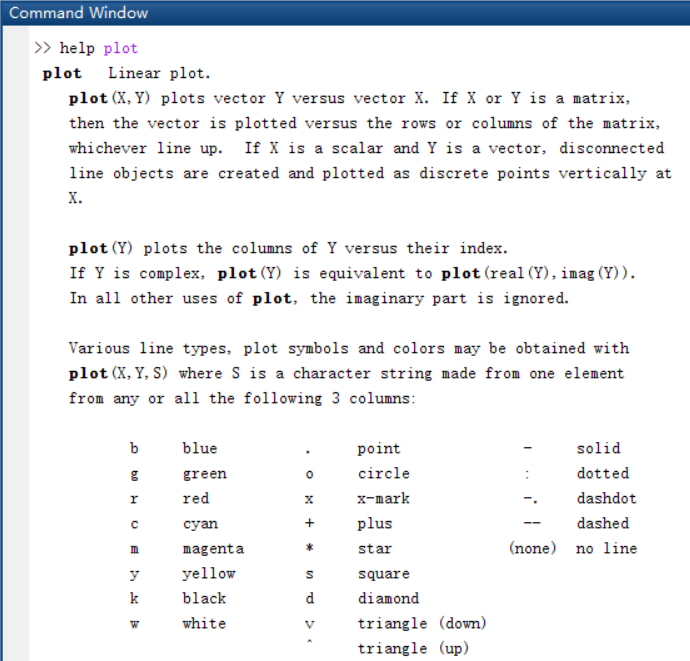 Command Window
>> help plot
plot   Linear plot.
plot(X,Y) plots vector Y versus vector X. If X or Y is a matrix,
then the vector is plotted versus the rows or columns of the matrix,
whichever line up.  If X is a scalar and Y is a vector, disconnected
line objects are created and plotted as discrete points vertically at
X.
plot(Y) plots the columns of Y versus their index.
If Y is complex, plot(Y) is equivalent to plot(real(Y),imag(Y)).
In all other uses of plot, the imaginary part is ignored.
Various line types, plot symbols and colors may be obtained with
plot(X,Y,S) where S is a character string made from one element
from any or all the following 3 columns:
b     blue          .     point              -     solid
g     green         o     circle             :     dotted
r     red           x     x-mark             -.    dashdot
c     cyan          +     plus               --    dashed
m     magenta       *     star             (none)  no line
y     yellow        s     square
k     black         d     diamond
w     white         v     triangle (down)
^     triangle (up)